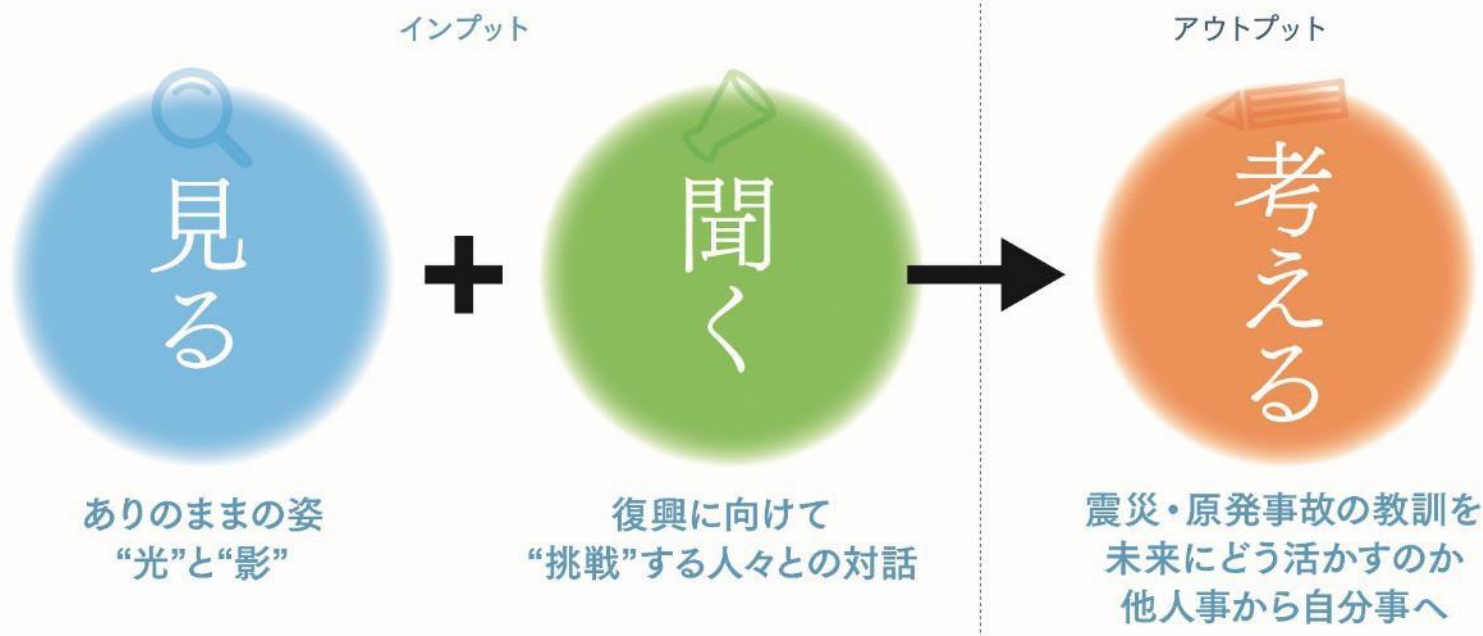 インプット
アウトプット
見る
聞く
考える
ありのままの姿
“光”と“影”
復興に向けて
“挑戦”する人々との対話
震災・原発事故の教訓を
未来にどう活かすのか
他人事から自分事へ